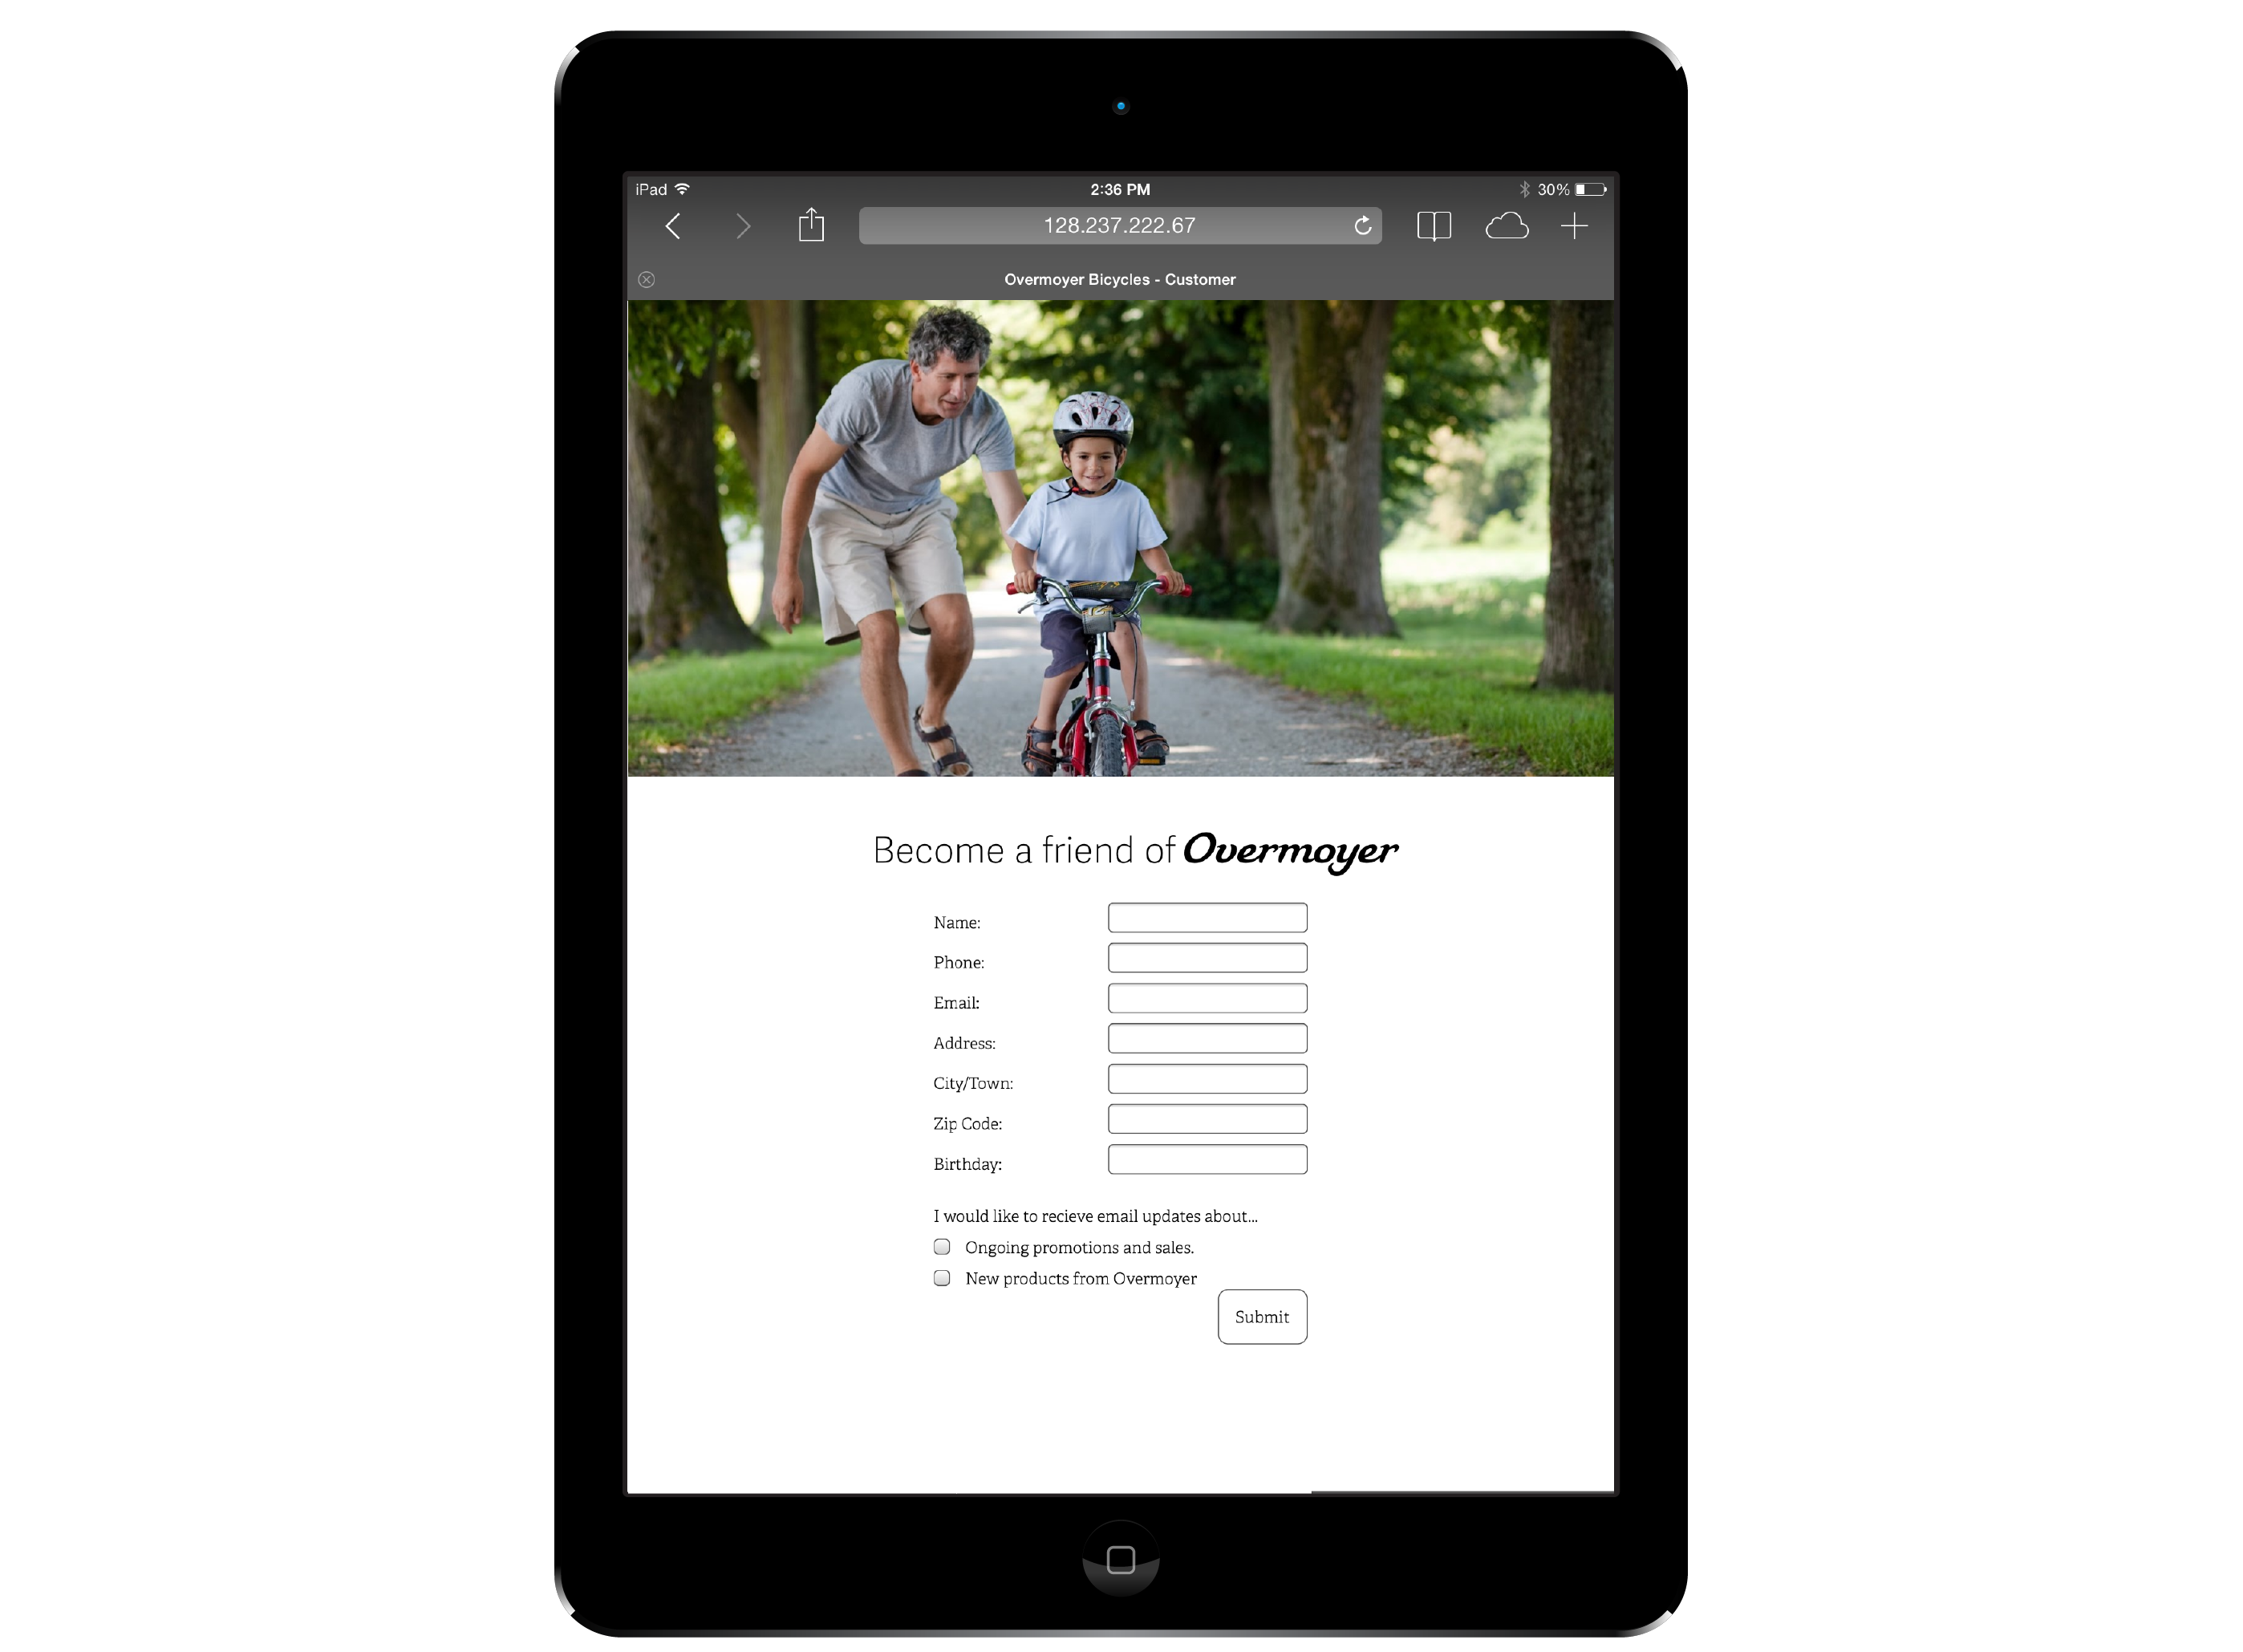 iPad 2:36 PM 30%
128.237.222.67
Overmoyer Bicycles - Customer
Become a friend of Overmoyer
Name:
Phone:
Email:
Address:
City/Town:
Zip Code:
Birthday:
I would like to recieve email updates about...
Ongoing promotions and sales.
New products from Overmoyer
Submit